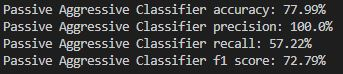 Passive Aggressive Classifier accuracy: 77.99%
Passive Aggressive Classifier precision: 100.0%
Passive Aggressive Classifier recall: 57.22%
Passive Aggressive Classifier f1 score: 72.79%